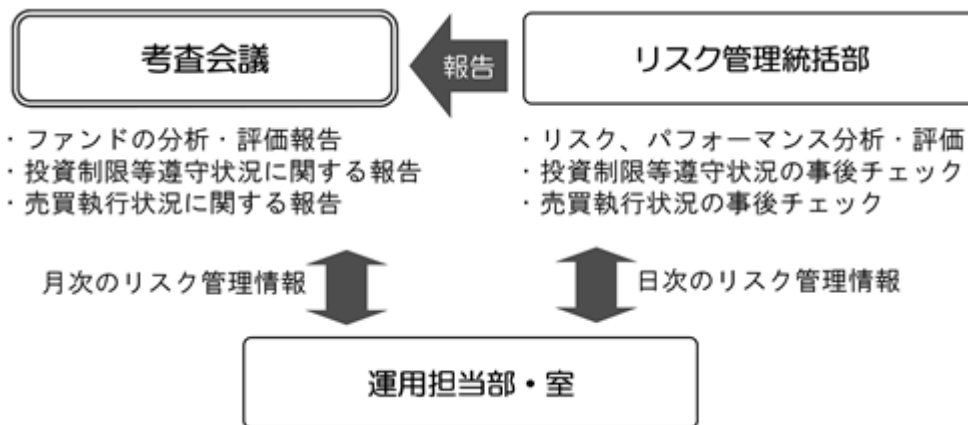 考査会議
報告
リスク管理統括部
・ファンドの分析・評価報告
・投資制限等遵守状況に関する報告
・売買執行状況に関する報告
・リスク、パフォーマンス分析・評価
・投資制限等遵守状況の事後チェック
・売買執行状況の事後チェック
月次のリスク管理情報
日次のリスク管理情報
運用担当部・室